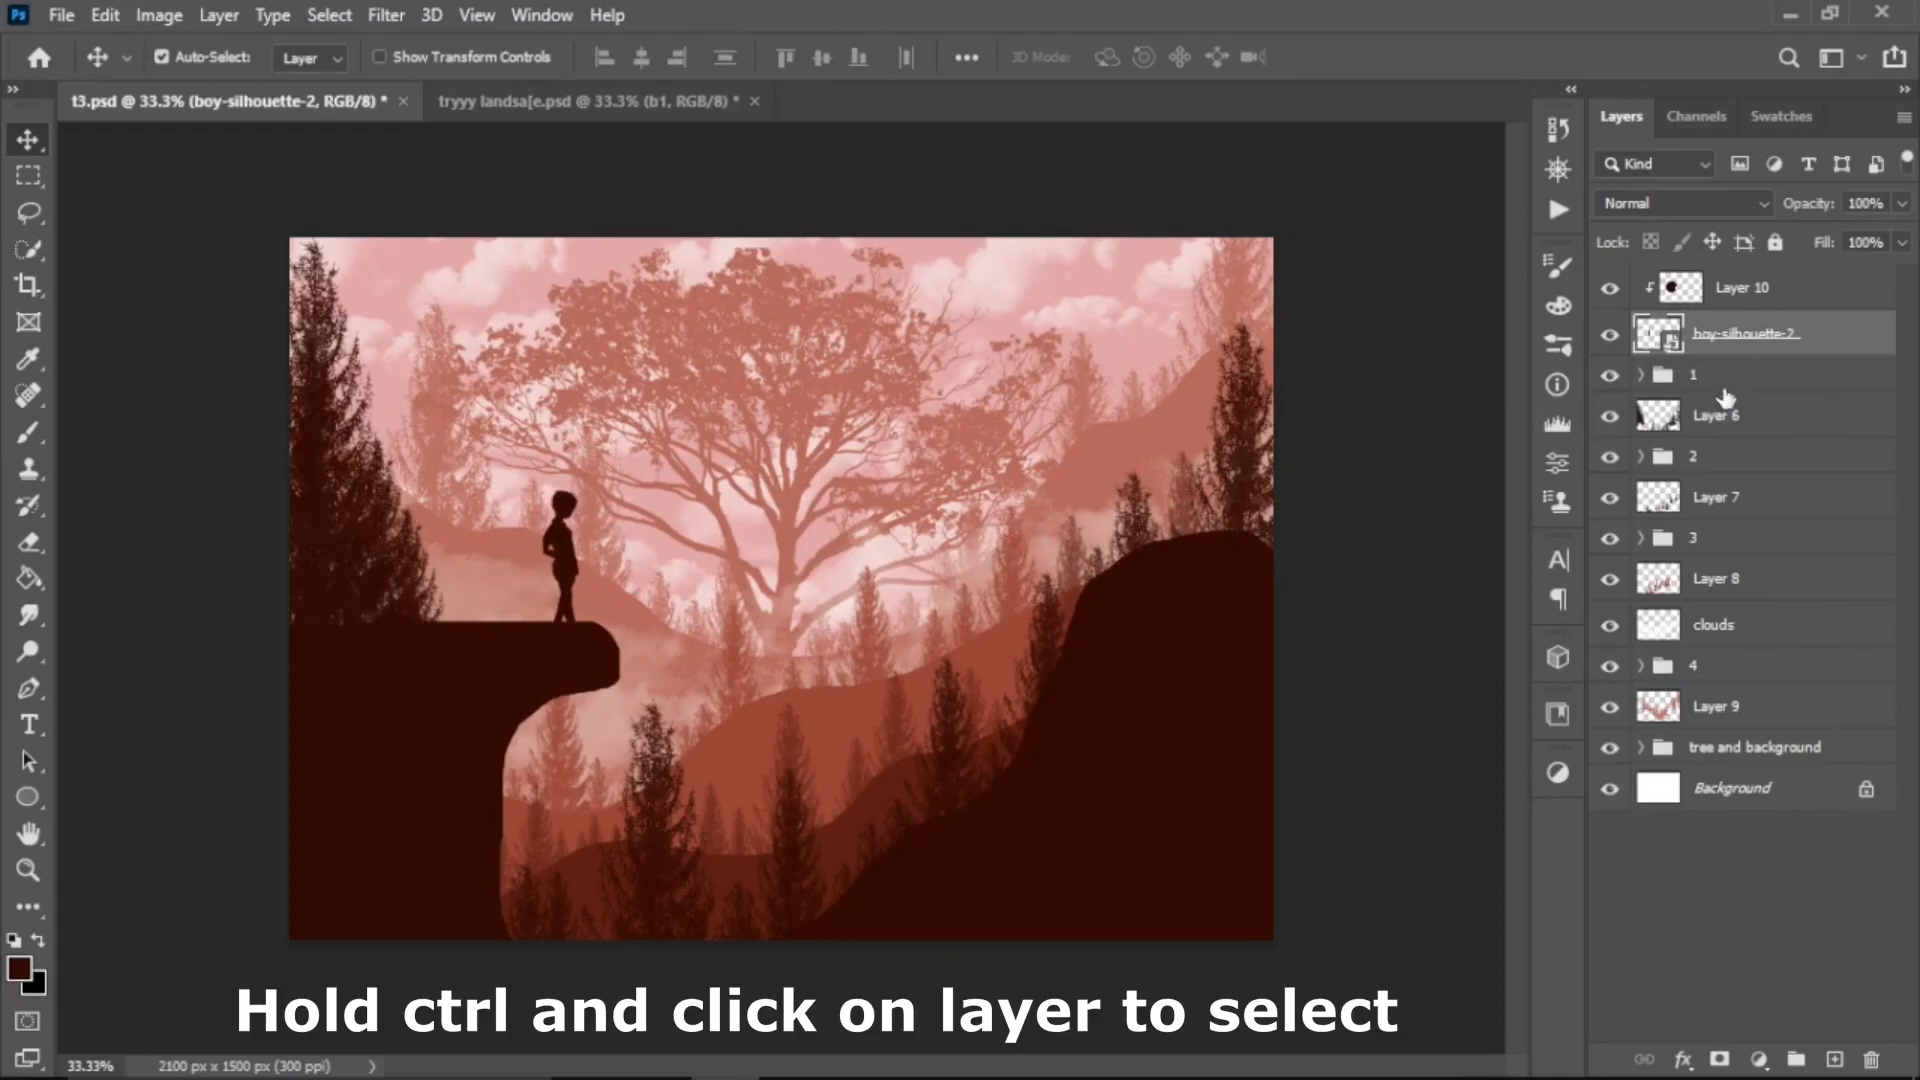 Ps File Edit Image Layer Type Select Filter 3D View Window Help
Auto-Select: Layer Show Transform Controls 3D Mode:
t3.psd @ 33.3% (boy-silhouette-2, RGB/8) * × tryyy landsa[e.psd @ 33.3% (b1, RGB/8) * ×
Layers Channels Swatches
Kind
Normal Opacity: 100%
Lock: Fill: 100%
Layer 10
boy-silhouette-2
1
Layer 6
2
Layer 7
3
Layer 8
clouds
4
Layer 9
tree and background
Background
Hold ctrl and click on layer to select
33.33% 2100 px x 1500 px (300 ppi)